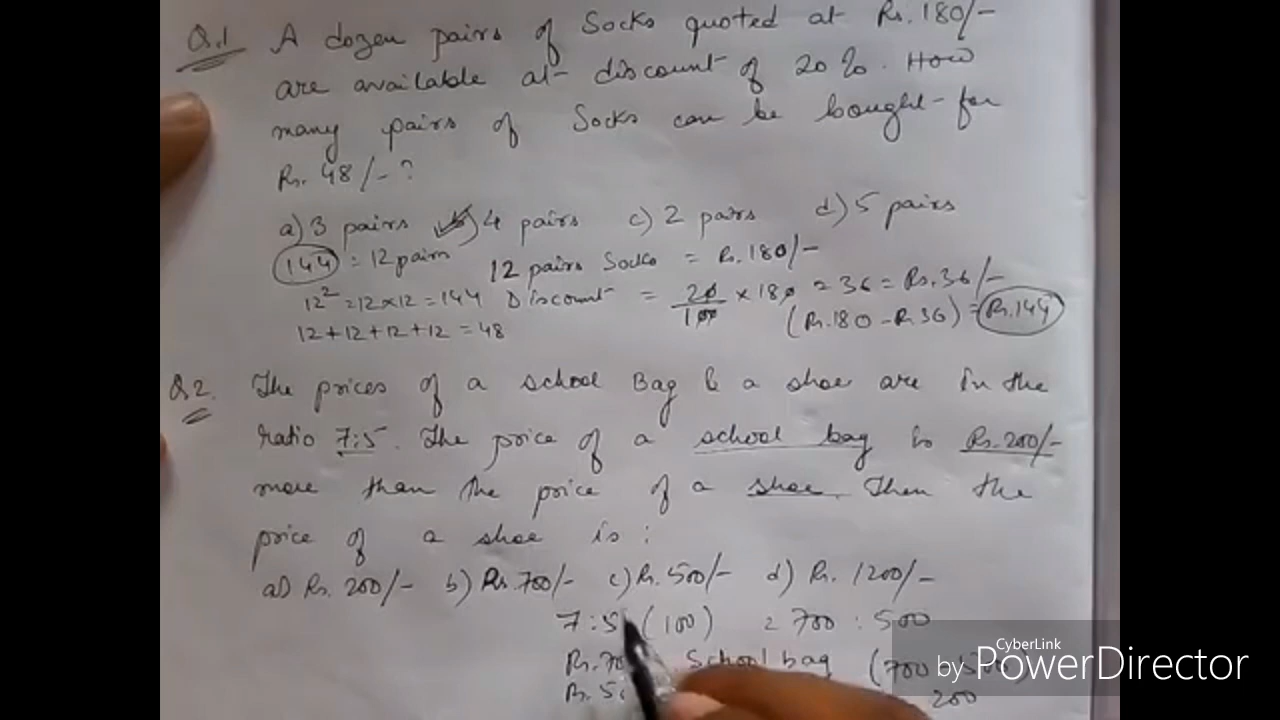 Q.1 A dozen pairs of Socks quoted at Rs. 180/-
are available at discount of 20%. How
many pairs of Socks can be bought for
Rs. 48/- ?
a) 3 pairs b) 4 pairs c) 2 pairs d) 5 pairs
144 = 12 pairs 12 pairs Socks = Rs. 180/-
12² = 12 x 12 = 144 Discount = 20/100 × 180 = 36 = Rs. 36/-
12 + 12 + 12 + 12 = 48 (Rs. 180 - Rs. 36) = Rs. 144
Q2. The prices of a school Bag & a shoe are in the
ratio 7:5. The price of a school bag is Rs. 200/-
more than the price of a shoe. Then the
price of a shoe is :
a) Rs. 200/- b) Rs. 700/- c) Rs. 500/- d) Rs. 1200/-
7:5 (100) = 700 : 500
School bag (700
200
CyberLink
by PowerDirector